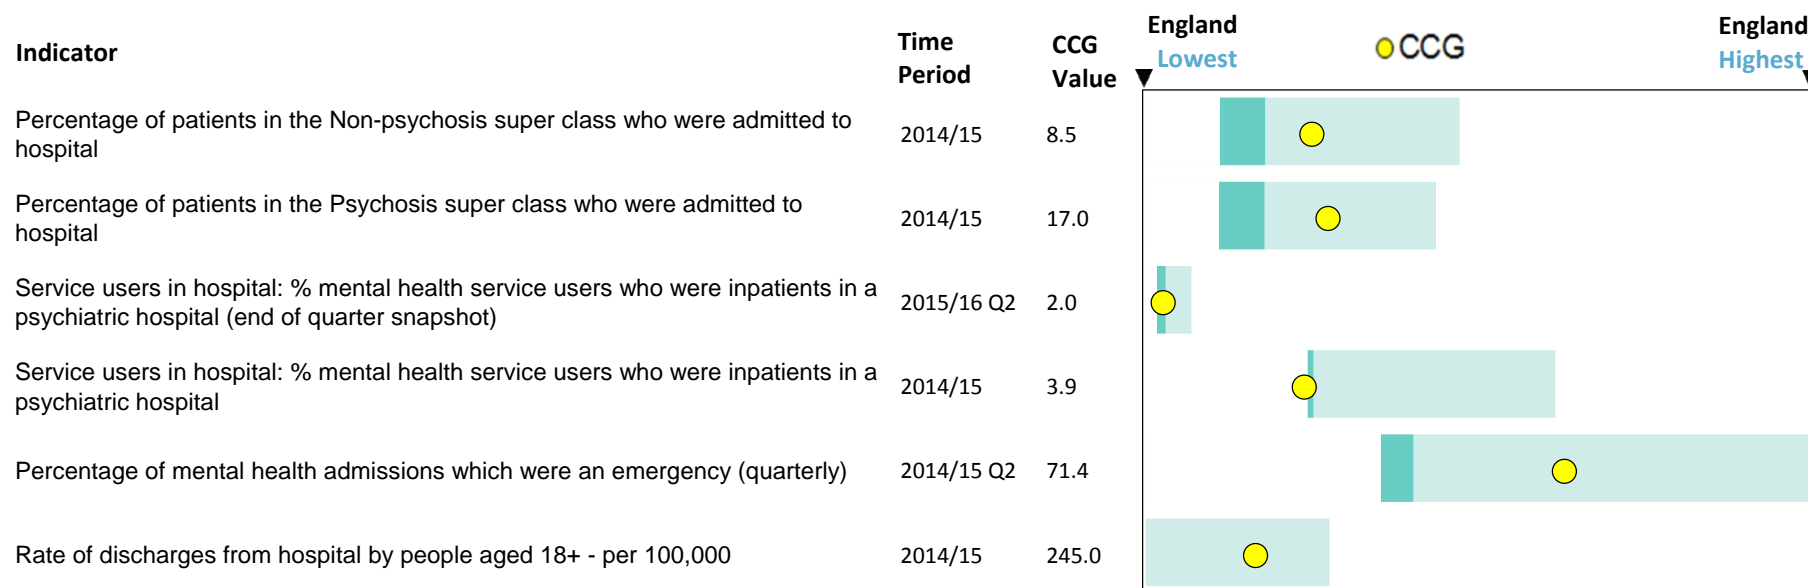 Indicator
Time Period
CCG Value
England Lowest
CCG
England Highest
Percentage of patients in the Non-psychosis super class who were admitted to
hospital
2014/15 8.5
Percentage of patients in the Psychosis super class who were admitted to
hospital
2014/15 17.0
Service users in hospital: % mental health service users who were inpatients in a
psychiatric hospital (end of quarter snapshot)
2015/16 Q2 2.0
Service users in hospital: % mental health service users who were inpatients in a
psychiatric hospital
2014/15 3.9
Percentage of mental health admissions which were an emergency (quarterly) 2014/15 Q2 71.4
Rate of discharges from hospital by people aged 18+ - per 100,000 2014/15 245.0